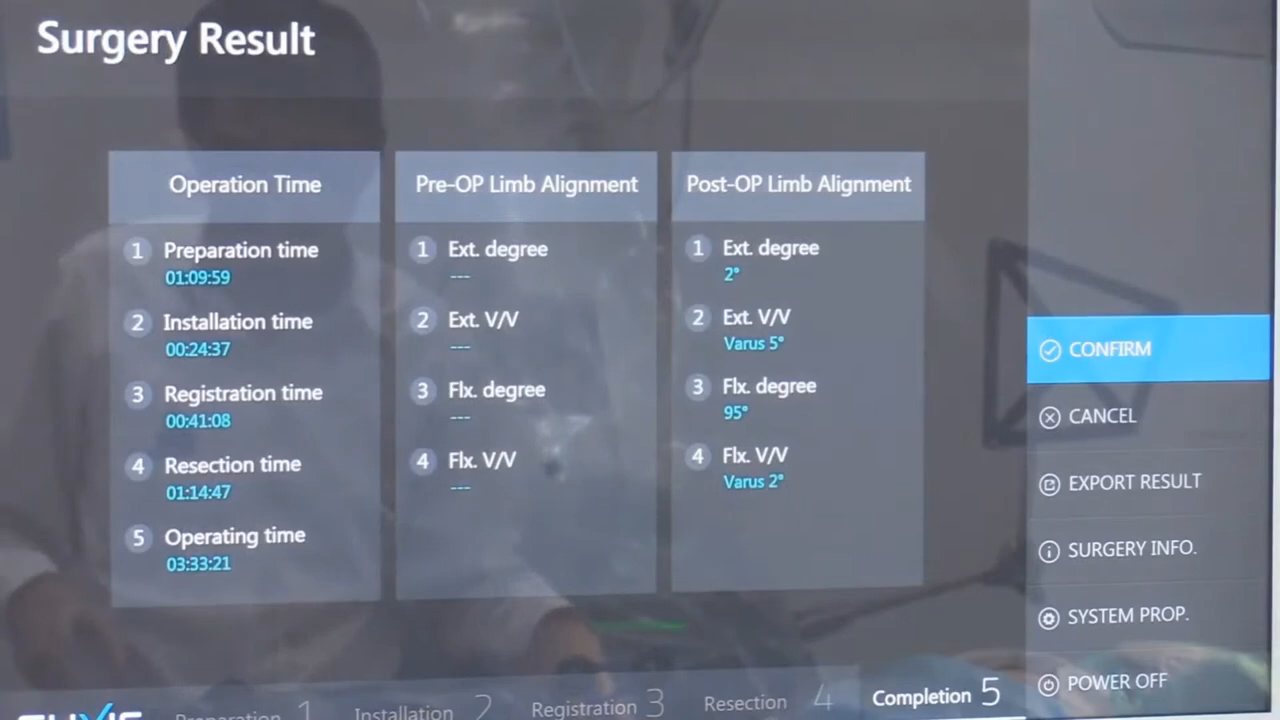 Surgery Result
Operation Time
1 Preparation time
01:09:59
2 Installation time
00:24:37
3 Registration time
00:41:08
4 Resection time
01:14:47
5 Operating time
03:33:21
Pre-OP Limb Alignment
1 Ext. degree
---
2 Ext. V/V
---
3 Flx. degree
---
4 Flx. V/V
---
Post-OP Limb Alignment
1 Ext. degree
2°
2 Ext. V/V
Varus 5°
3 Flx. degree
95°
4 Flx. V/V
Varus 2°
CONFIRM
CANCEL
EXPORT RESULT
SURGERY INFO.
SYSTEM PROP.
POWER OFF
Preparation 1
Installation 2
Registration 3
Resection 4
Completion 5